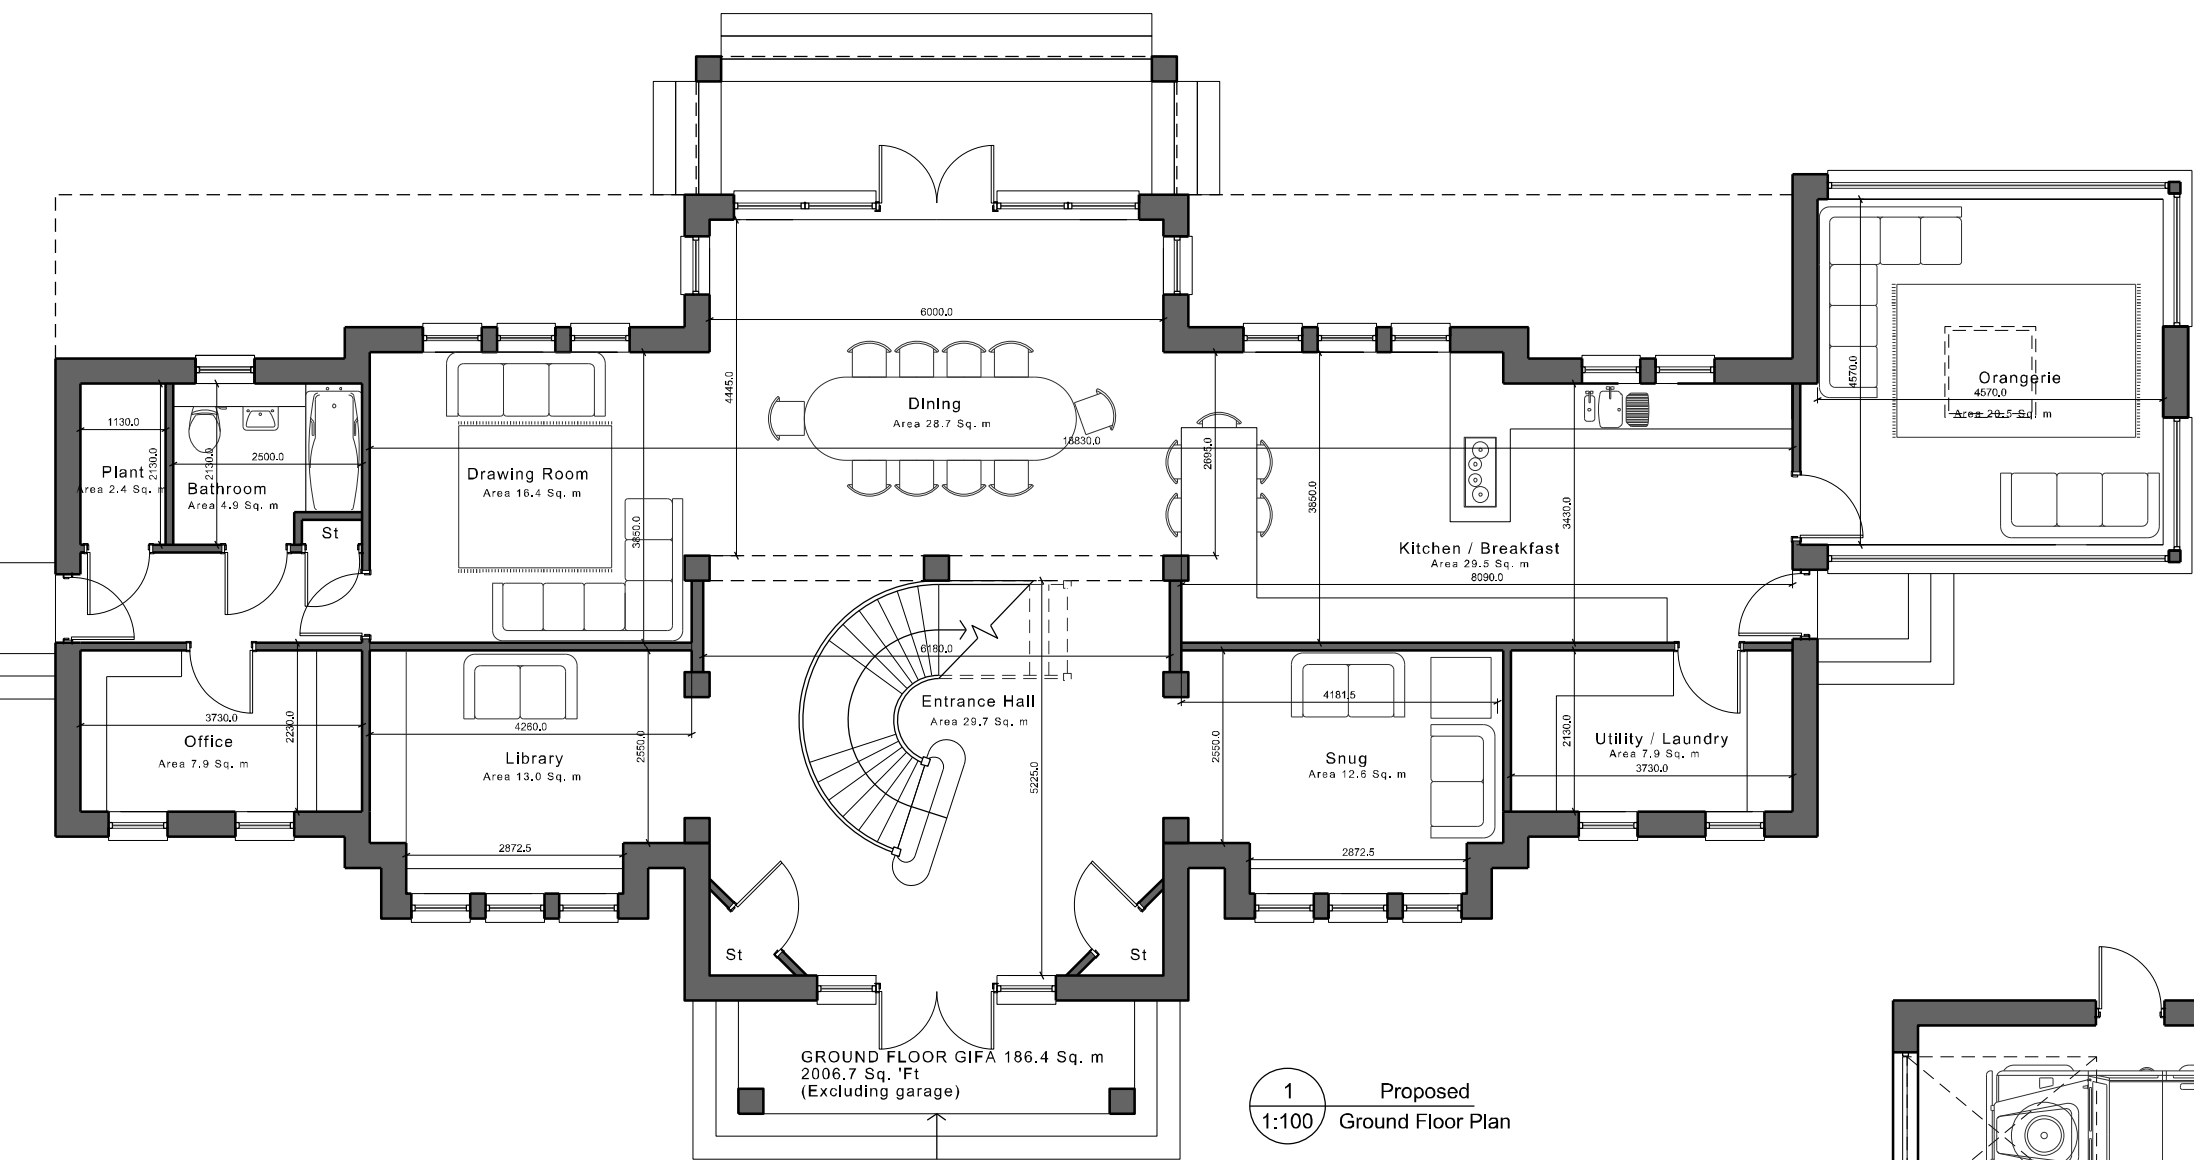 6000.0
4445.0
Dining
Area 28.7 Sq. m
18830.0
2695.0
1130.0
2130.0
Plant
Area 2.4 Sq. m
2500.0
2130.0
Bathroom
Area 4.9 Sq. m
St
Drawing Room
Area 16.4 Sq. m
3850.0
3850.0
3430.0
Kitchen / Breakfast
Area 29.5 Sq. m
8090.0
4570.0
Orangerie
4570.0
Area 20.5 Sq. m
3730.0
2230.0
Office
Area 7.9 Sq. m
4260.0
2550.0
Library
Area 13.0 Sq. m
2872.5
6180.0
Entrance Hall
Area 29.7 Sq. m
5225.0
4181.5
2550.0
Snug
Area 12.6 Sq. m
2872.5
2130.0
Utility / Laundry
Area 7.9 Sq. m
3730.0
St
St
GROUND FLOOR GIFA 186.4 Sq. m
2006.7 Sq. 'Ft
(Excluding garage)
1
1:100
Proposed
Ground Floor Plan